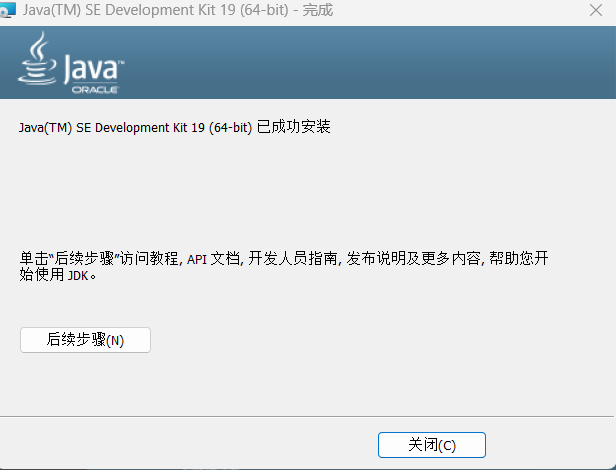 Java(TM) SE Development Kit 19 (64-bit) - 完成
Java™
ORACLE
Java(TM) SE Development Kit 19 (64-bit) 已成功安装
单击“后续步骤”访问教程, API 文档, 开发人员指南, 发布说明及更多内容, 帮助您开
始使用 JDK。
后续步骤(N)
关闭(C)